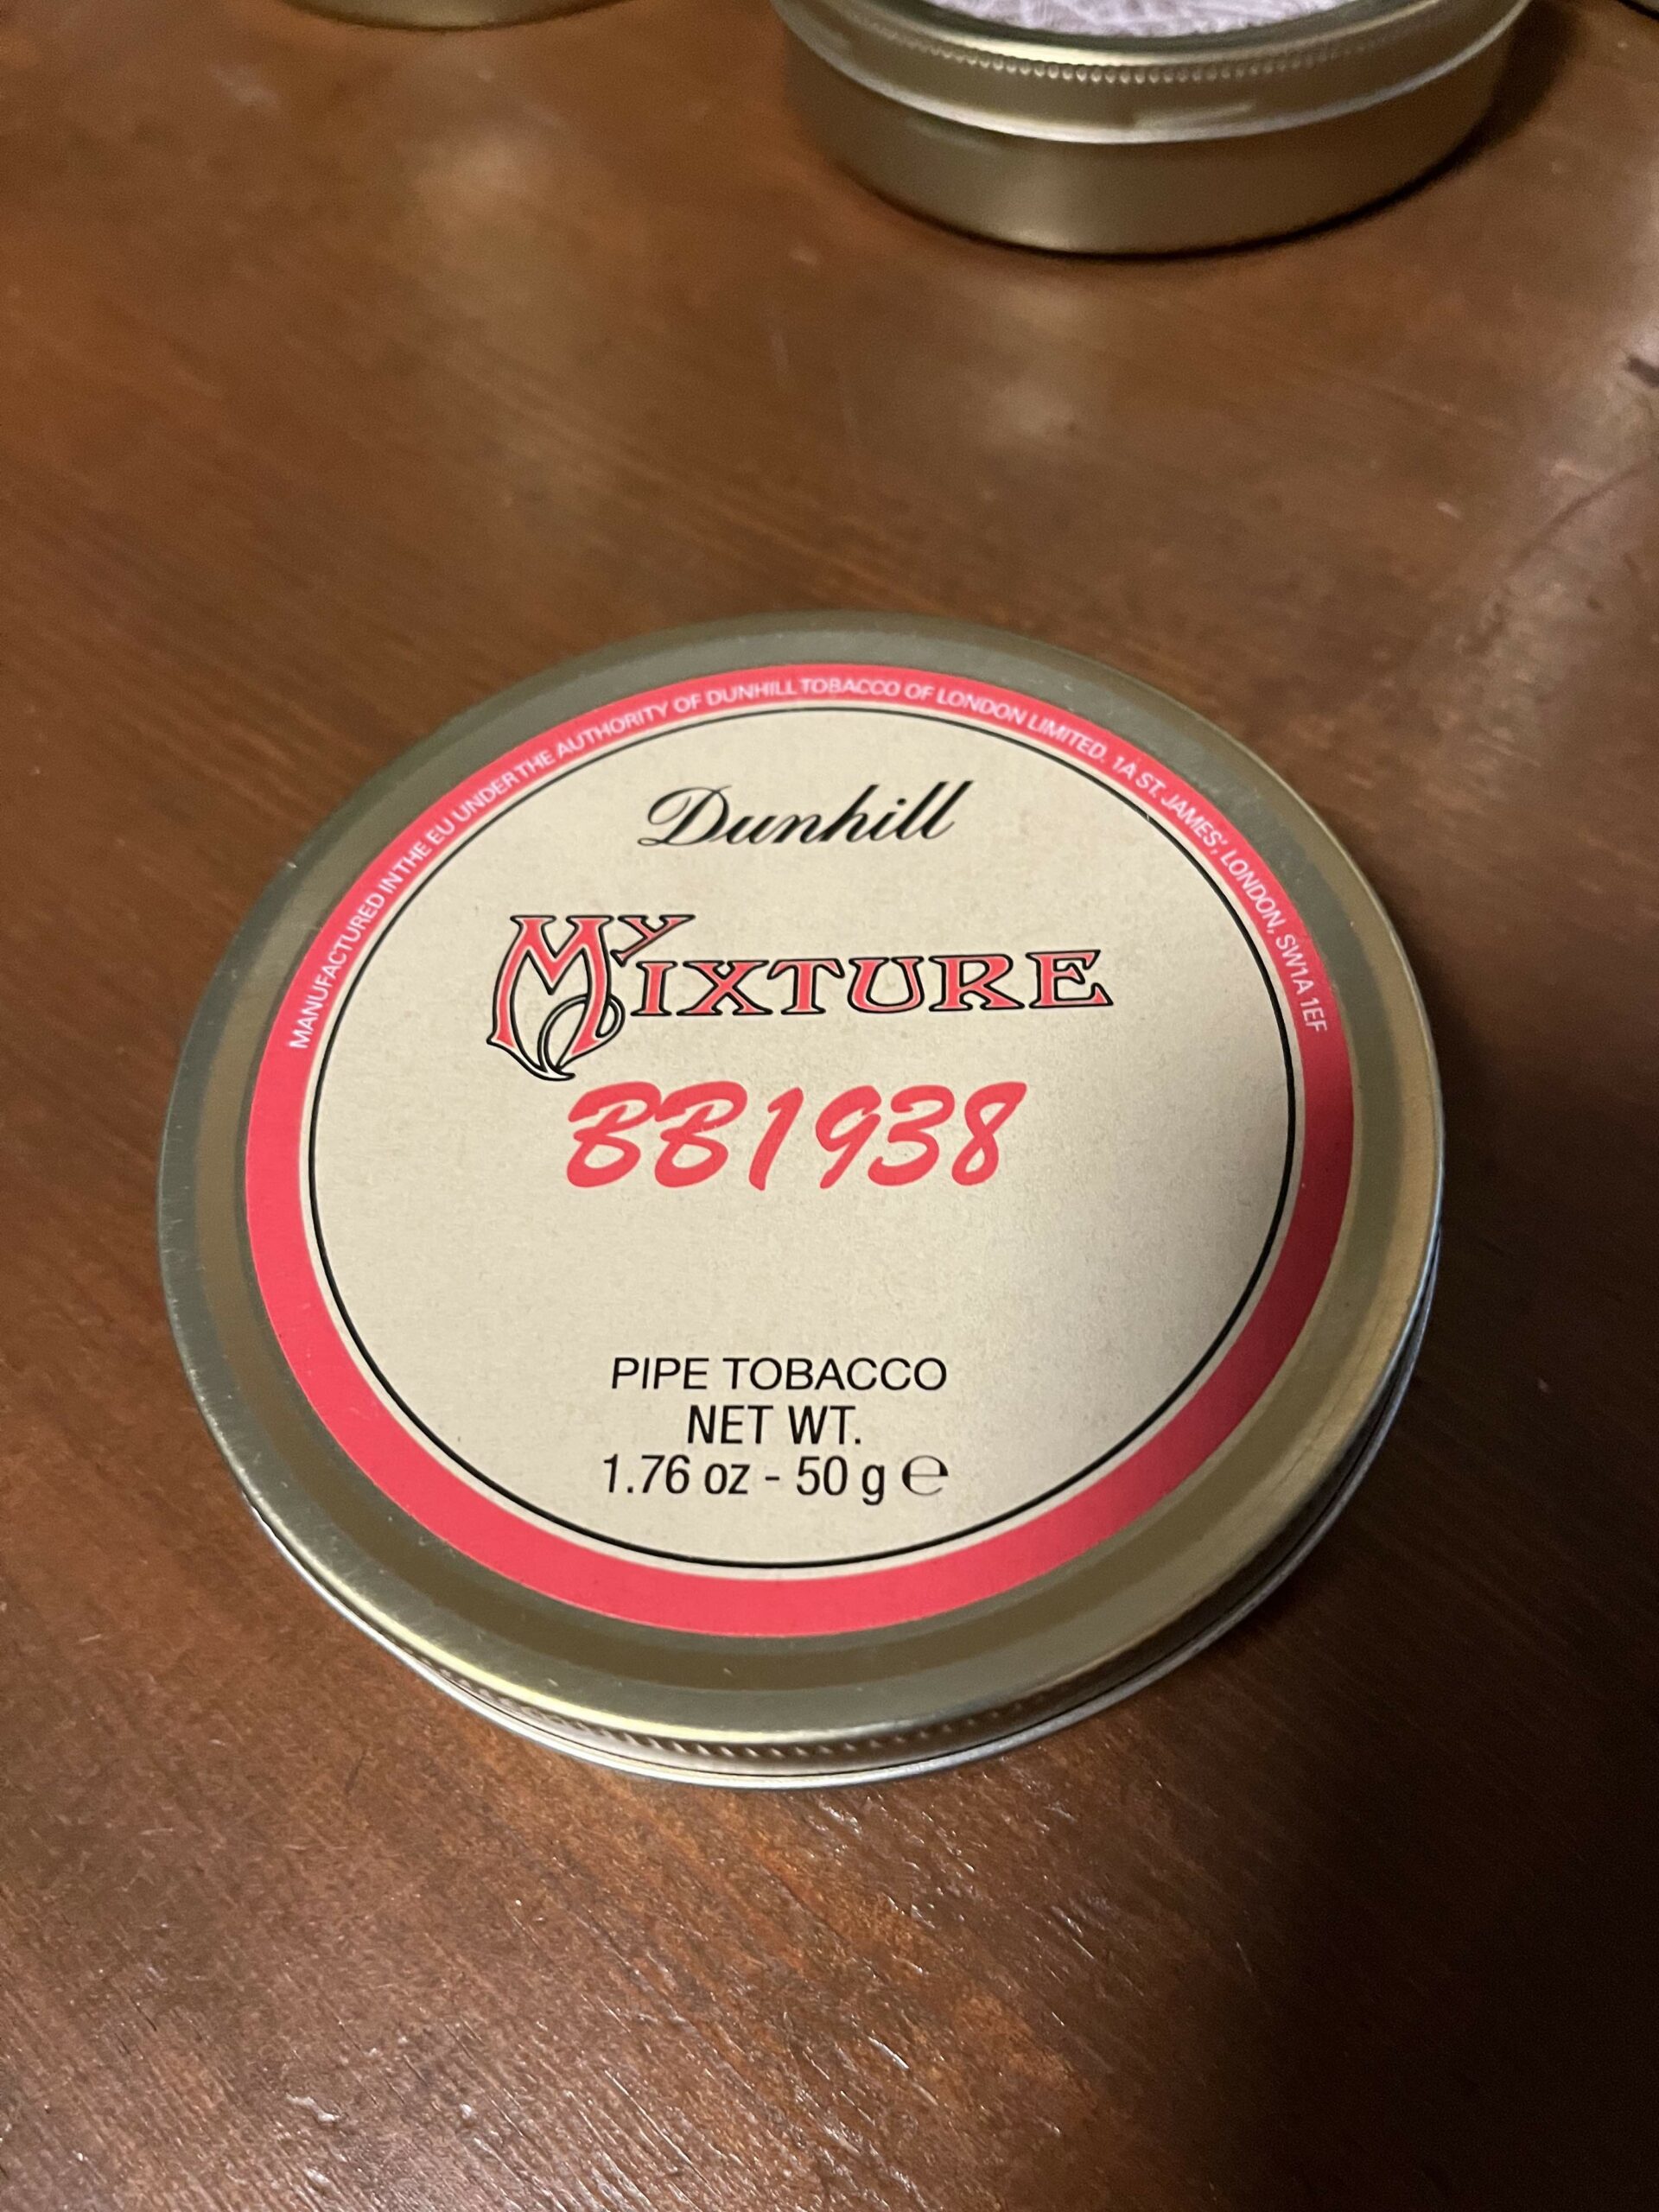 MANUFACTURED IN THE EU UNDER THE AUTHORITY OF DUNHILL TOBACCO OF LONDON LIMITED. 1A ST. JAMES', LONDON, SW1A 1EF
Dunhill
MY MIXTURE
BB1938
PIPE TOBACCO
NET WT.
1.76 oz - 50 g ℮